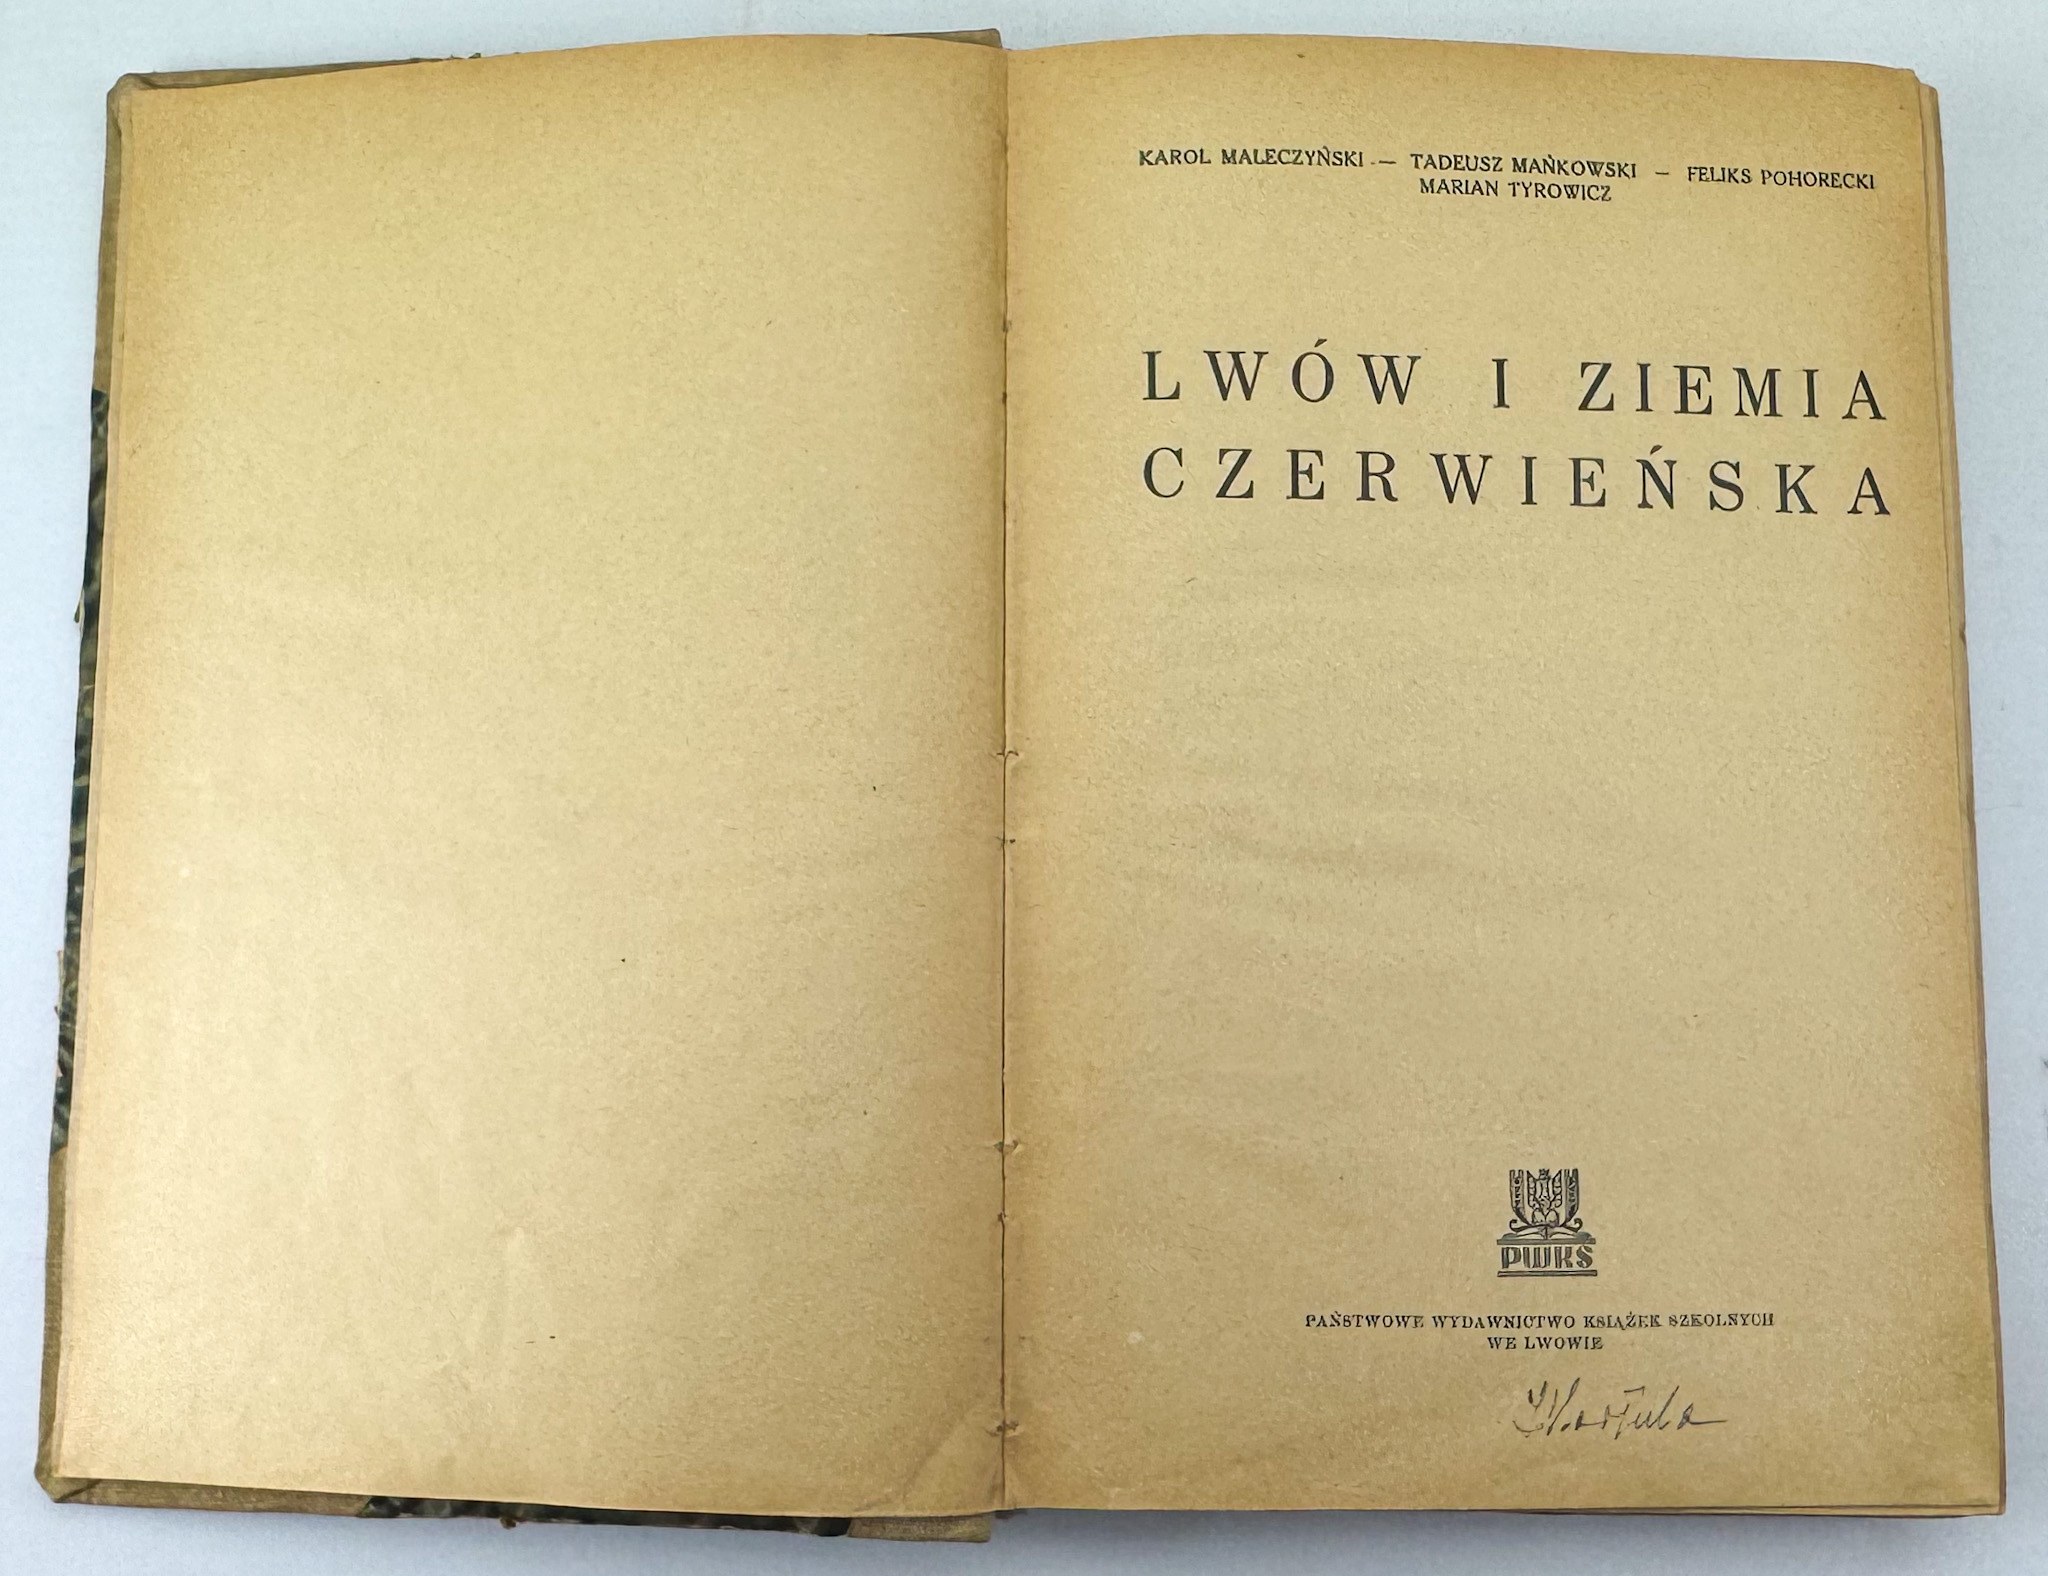 KAROL MALECZYŃSKI — TADEUSZ MAŃKOWSKI — FELIKS POHORECKI
MARIAN TYROWICZ
LWÓW I ZIEMIA
CZERWIEŃSKA
PWKS
PAŃSTWOWE WYDAWNICTWO KSIĄŻEK SZKOLNYCH
WE LWOWIE